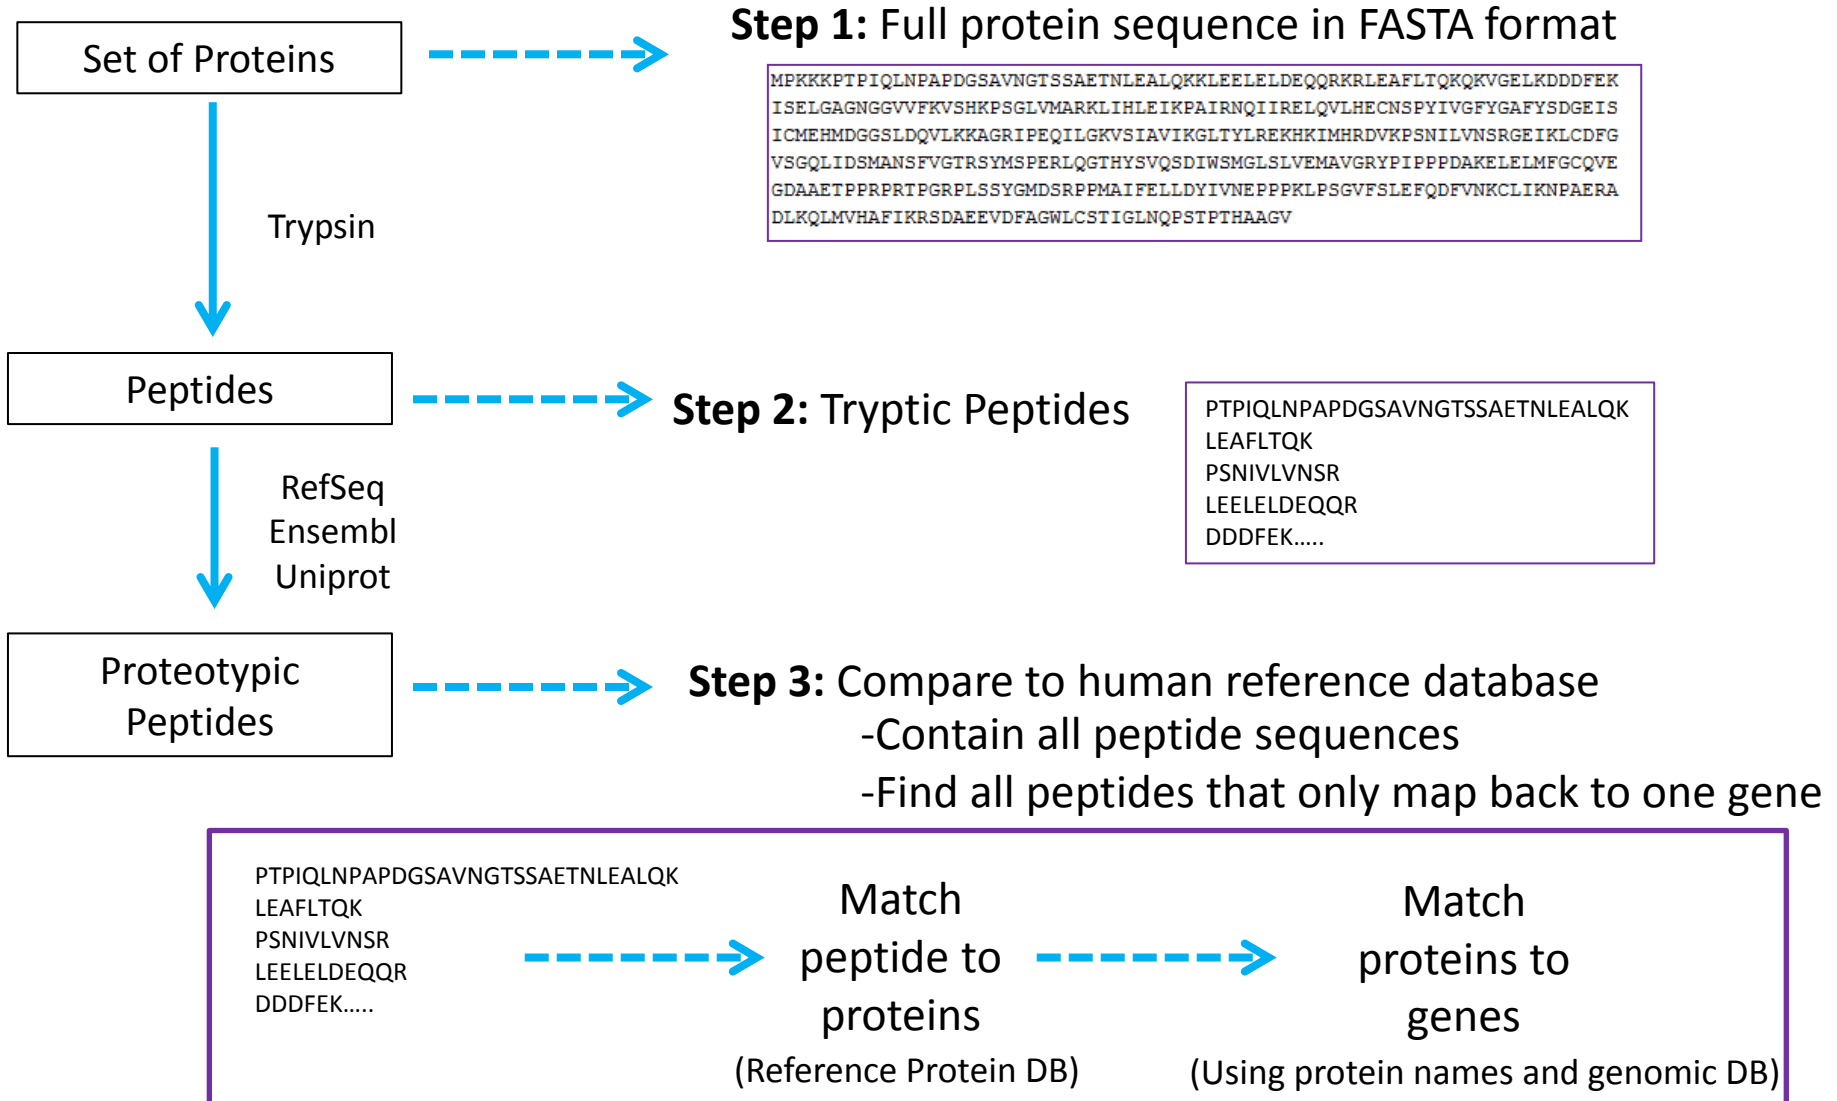 Step 1: Full protein sequence in FASTA format
Set of Proteins
MPKKKPTPIQLNPAPDGSAVNGTSSAETNLEALQKKLEELELDEQQRKRLEAFLTQKQKVGELKDDDFEK
ISELGAGNGGVVFKVSHKPSGLVMARKLIHLEIKPAIRNQIIRELQVLHECNSPYIVGFYGAFYSDGEIS
ICMEHMDGGSLDQVLKKAGRIPEQILGKVSIAVIKGLTYLREKHKIMHRDVKPSNILVNSRGEIKLCDFG
VSGQLIDSMANSFVGTRSYMSPERLQGTHYSVQSDIWSMGLSLVEMAVGRYPIPPPDAKELELMFGCQVE
GDAAETPPRPRTPGRPLSSYGMDSRPPMAIFELLDYIVNEPPPKLPSGVFSLEFQDFVNKCLIKNPAERA
DLKQLMVHAFIKRSDAEEVDFAGWLCSTIGLNQPSTPTHAAGV
Trypsin
Peptides
Step 2: Tryptic Peptides
PTPIQLNPAPDGSAVNGTSSAETNLEALQK
LEAFLTQK
PSNIVLVNSR
LEELELDEQQR
DDDFEK.....
RefSeq
Ensembl
Uniprot
Proteotypic
Peptides
Step 3: Compare to human reference database
-Contain all peptide sequences
-Find all peptides that only map back to one gene
PTPIQLNPAPDGSAVNGTSSAETNLEALQK
LEAFLTQK
PSNIVLVNSR
LEELELDEQQR
DDDFEK.....
Match
peptide to
proteins
(Reference Protein DB)
Match
proteins to
genes
(Using protein names and genomic DB)